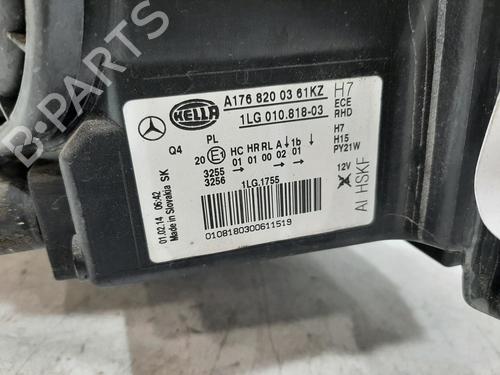 HELLA
A176 820 03 61KZ
1LG 010.818-03
H7
ECE
RHD
Q4
PL
20 E1 HC HR RL A↓1b↓
3255 01 01 00 02 01
3256 → →
1LG.1755
H7
H15
PY21W
12V
AI HSKF
01.02.14 06:42
Made in Slovakia SK
0108180300611519
B-PARTS